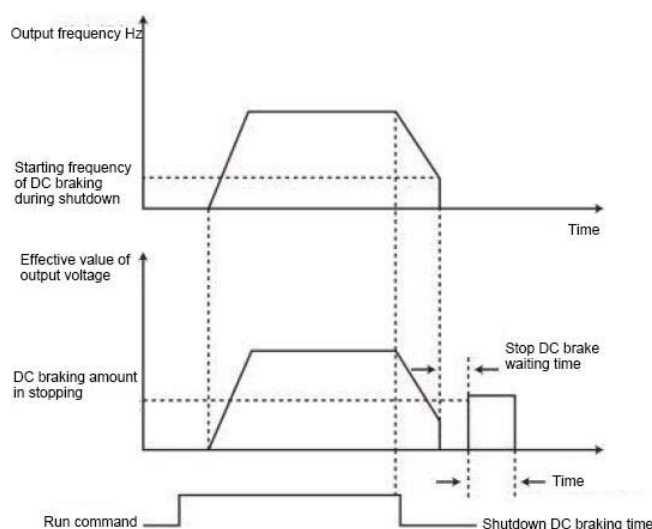 Output frequency Hz
Starting frequency
of DC braking
during shutdown
Time
Effective value of
output voltage
Stop DC brake
waiting time
DC braking amount
in stopping
Time
Run command
Shutdown DC braking time